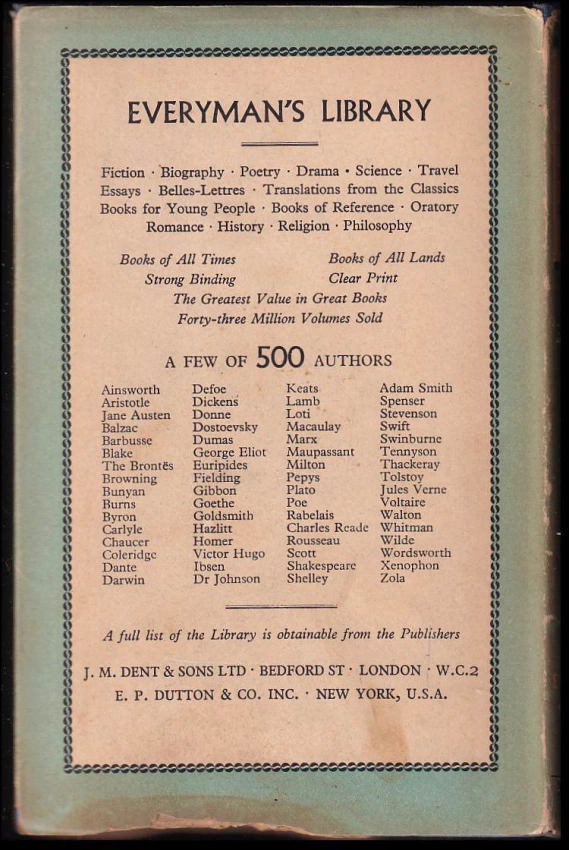 EVERYMAN'S LIBRARY
Fiction · Biography · Poetry · Drama · Science · Travel
Essays · Belles-Lettres · Translations from the Classics
Books for Young People · Books of Reference · Oratory
Romance · History · Religion · Philosophy
Books of All Times Books of All Lands
Strong Binding Clear Print
The Greatest Value in Great Books
Forty-three Million Volumes Sold
A FEW OF 500 AUTHORS
Ainsworth
Aristotle
Jane Austen
Balzac
Barbusse
Blake
The Brontës
Browning
Bunyan
Burns
Byron
Carlyle
Chaucer
Coleridge
Dante
Darwin
Defoe
Dickens
Donne
Dostoevsky
Dumas
George Eliot
Euripides
Fielding
Gibbon
Goethe
Goldsmith
Hazlitt
Homer
Victor Hugo
Ibsen
Dr Johnson
Keats
Lamb
Loti
Macaulay
Marx
Maupassant
Milton
Pepys
Plato
Poe
Rabelais
Charles Reade
Rousseau
Scott
Shakespeare
Shelley
Adam Smith
Spenser
Stevenson
Swift
Swinburne
Tennyson
Thackeray
Tolstoy
Jules Verne
Voltaire
Walton
Whitman
Wilde
Wordsworth
Xenophon
Zola
A full list of the Library is obtainable from the Publishers
J. M. DENT & SONS LTD · BEDFORD ST · LONDON · W.C.2
E. P. DUTTON & CO. INC. · NEW YORK, U.S.A.